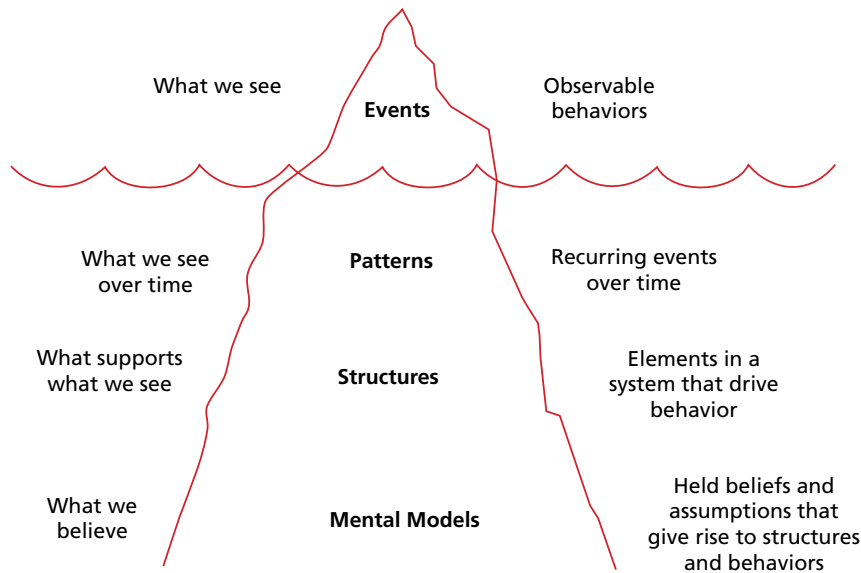 What we see
Events
Observable
behaviors
What we see
over time
Patterns
Recurring events
over time
What supports
what we see
Structures
Elements in a
system that drive
behavior
What we
believe
Mental Models
Held beliefs and
assumptions that
give rise to structures
and behaviors